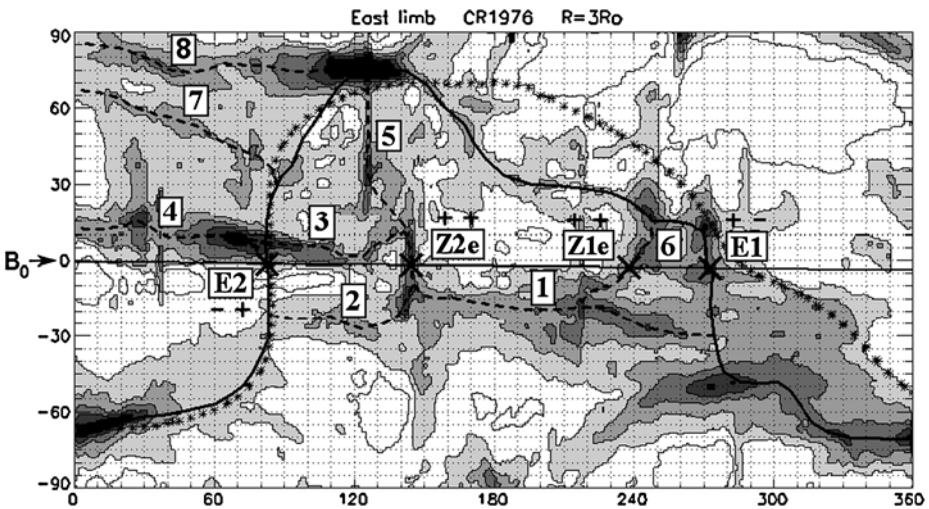 East limb CR1976 R=3Ro
90
8
60
7
5
30
4
3
+ +
+ +
+ -
B₀
0
Z2e
Z1e
6
E1
E2
2
1
- +
-30
-60
-90
0 60 120 180 240 300 360